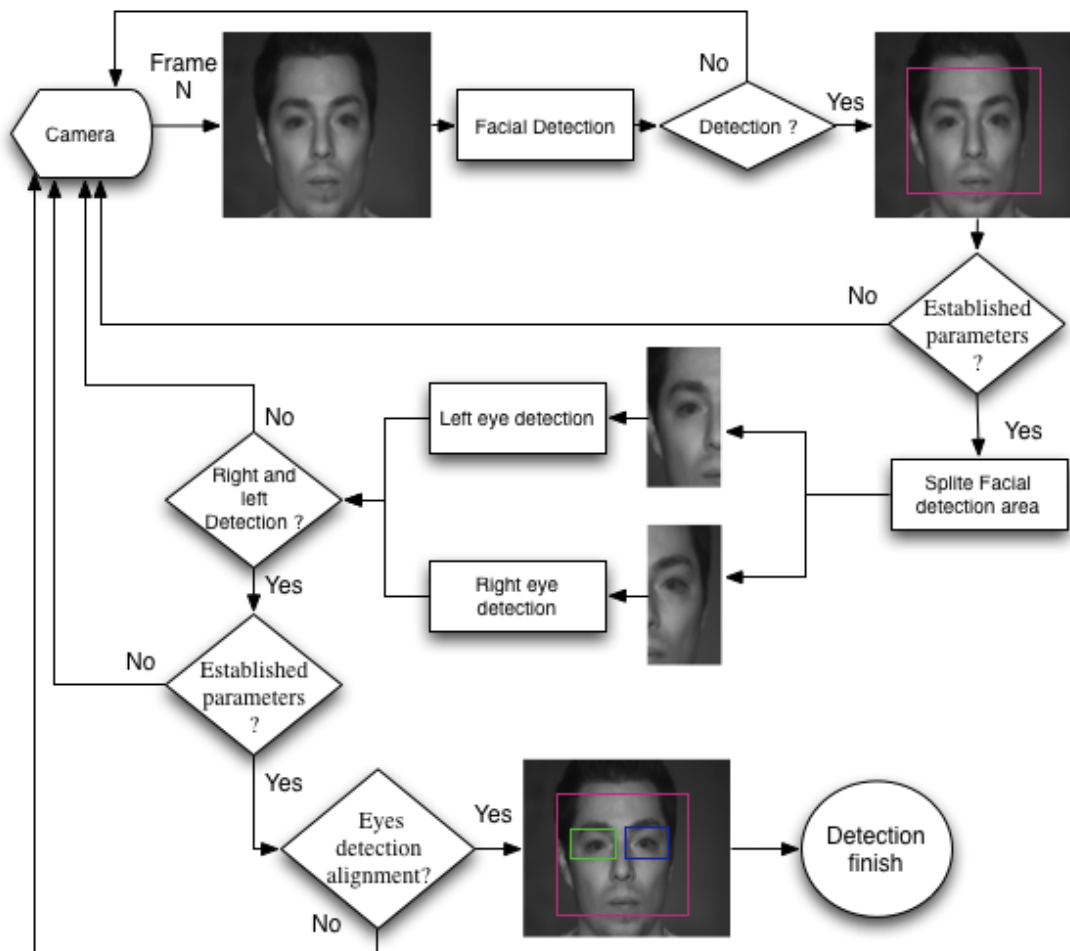 Frame
N
Camera
Facial Detection
No
Detection ?
Yes
No
Established
parameters
?
Yes
Splite Facial
detection area
Left eye detection
Right eye
detection
No
Right and
left
Detection ?
Yes
No
Established
parameters
?
Yes
Eyes
detection
alignment?
Yes
No
Detection
finish